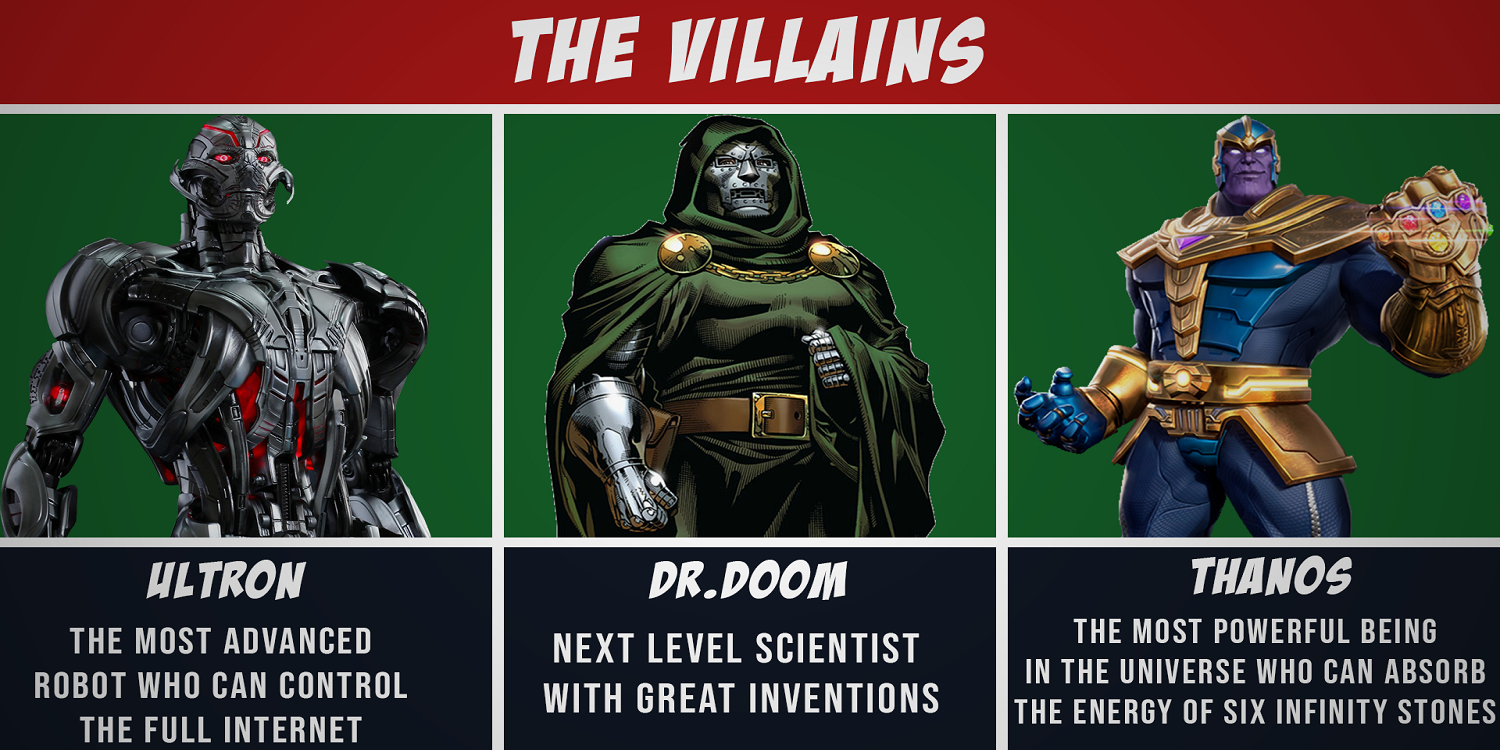 THE VILLAINS
ULTRON
THE MOST ADVANCED
ROBOT WHO CAN CONTROL
THE FULL INTERNET
DR.DOOM
NEXT LEVEL SCIENTIST
WITH GREAT INVENTIONS
THANOS
THE MOST POWERFUL BEING
IN THE UNIVERSE WHO CAN ABSORB
THE ENERGY OF SIX INFINITY STONES